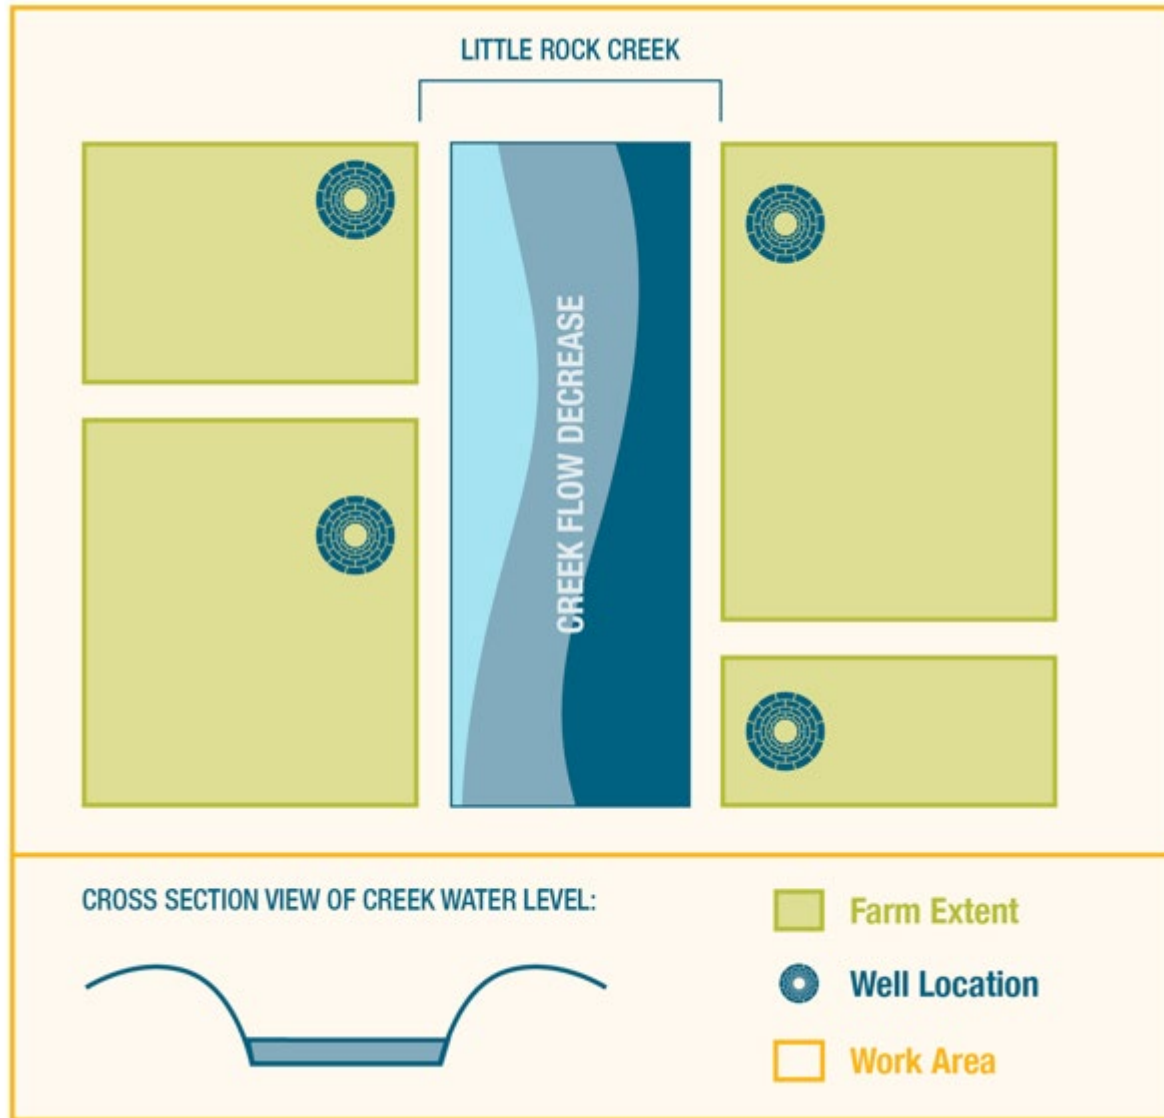 LITTLE ROCK CREEK
CREEK FLOW DECREASE
CROSS SECTION VIEW OF CREEK WATER LEVEL:
Farm Extent
Well Location
Work Area